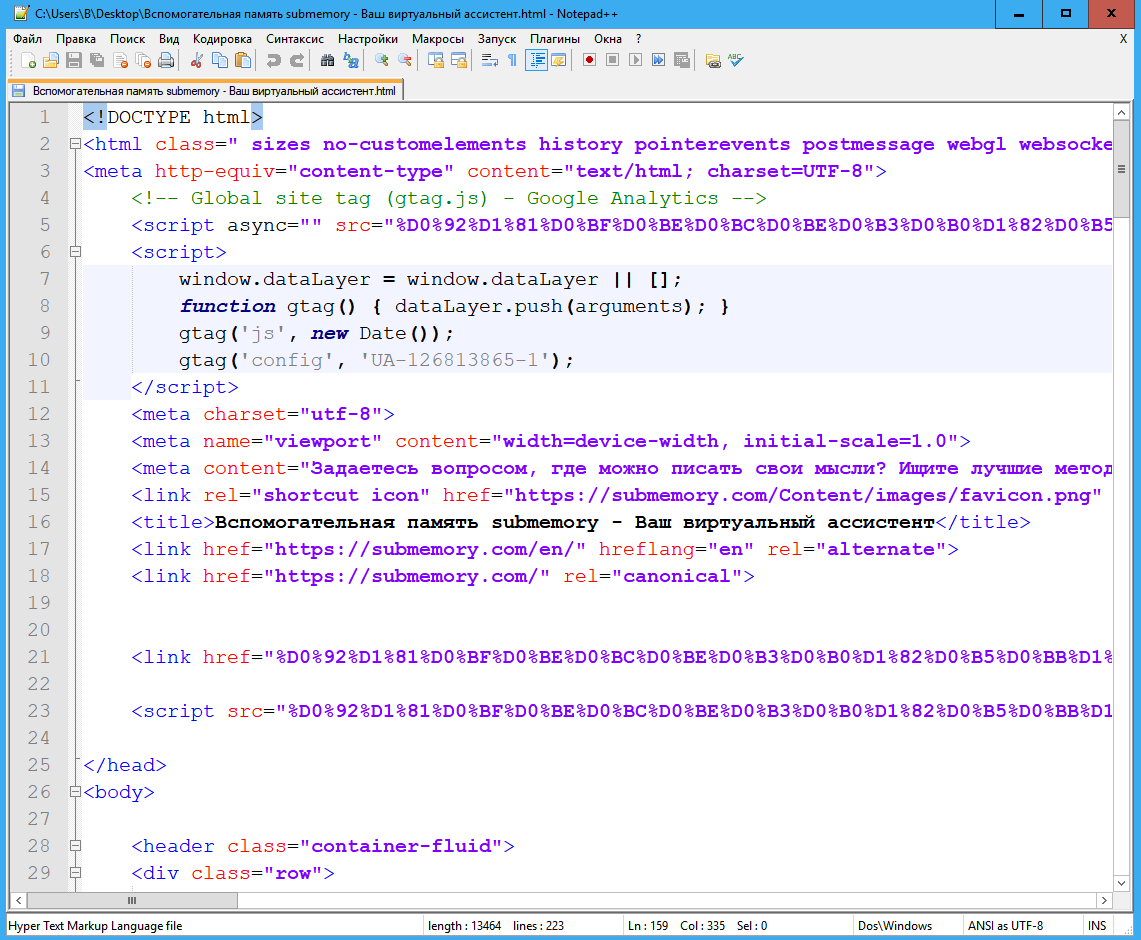 C:\Users\B\Desktop\Вспомогательная память submemory - Ваш виртуальный ассистент.html - Notepad++
Файл Правка Поиск Вид Кодировка Синтаксис Настройки Макросы Запуск Плагины Окна ? X
Вспомогательная память submemory - Ваш виртуальный ассистент.html
1 <!DOCTYPE html>
2 <html class=" sizes no-customelements history pointerevents postmessage webgl websocke
3 <meta http-equiv="content-type" content="text/html; charset=UTF-8">
4 <!-- Global site tag (gtag.js) - Google Analytics -->
5 <script async="" src="%D0%92%D1%81%D0%BF%D0%BE%D0%BC%D0%BE%D0%B3%D0%B0%D1%82%D0%B5
6 <script>
7 window.dataLayer = window.dataLayer || [];
8 function gtag() { dataLayer.push(arguments); }
9 gtag('js', new Date());
10 gtag('config', 'UA-126813865-1');
11 </script>
12 <meta charset="utf-8">
13 <meta name="viewport" content="width=device-width, initial-scale=1.0">
14 <meta content="Задаетесь вопросом, где можно писать свои мысли? Ищите лучшие метод
15 <link rel="shortcut icon" href="https://submemory.com/Content/images/favicon.png"
16 <title>Вспомогательная память submemory - Ваш виртуальный ассистент</title>
17 <link href="https://submemory.com/en/" hreflang="en" rel="alternate">
18 <link href="https://submemory.com/" rel="canonical">
19
20
21 <link href="%D0%92%D1%81%D0%BF%D0%BE%D0%BC%D0%BE%D0%B3%D0%B0%D1%82%D0%B5%D0%BB%D1%
22
23 <script src="%D0%92%D1%81%D0%BF%D0%BE%D0%BC%D0%BE%D0%B3%D0%B0%D1%82%D0%B5%D0%BB%D1
24
25 </head>
26 <body>
27
28 <header class="container-fluid">
29 <div class="row">
Hyper Text Markup Language file length : 13464 lines : 223 Ln : 159 Col : 335 Sel : 0 Dos\Windows ANSI as UTF-8 INS